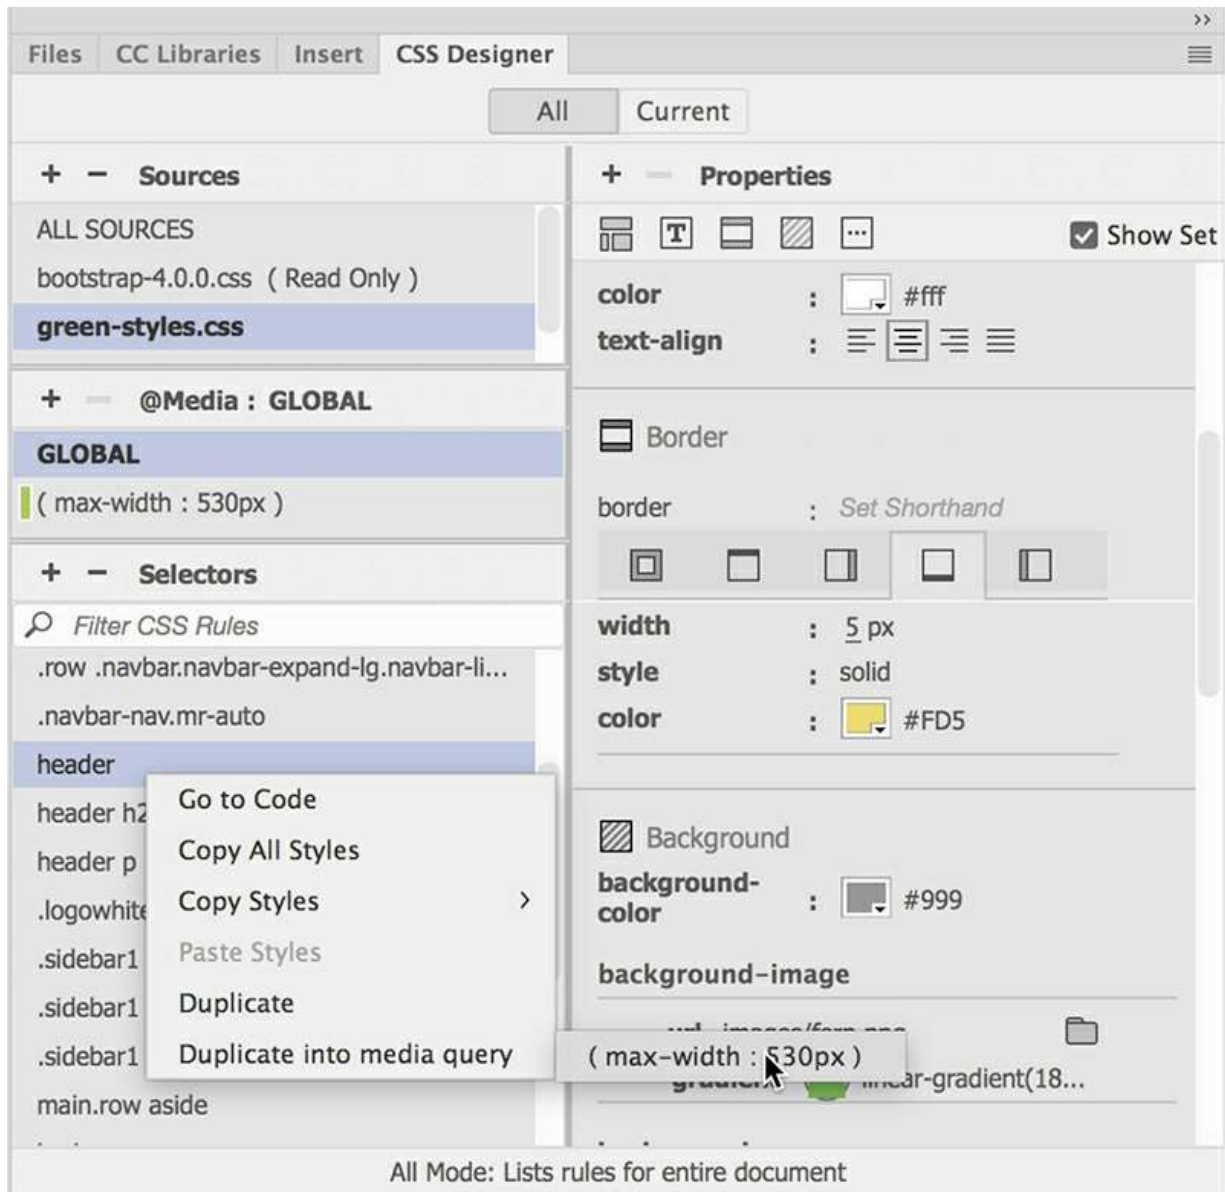 Files CC Libraries Insert CSS Designer
All Current
+ − Sources
ALL SOURCES
bootstrap-4.0.0.css ( Read Only )
green-styles.css
+ − @Media : GLOBAL
GLOBAL
( max-width : 530px )
+ − Selectors
Filter CSS Rules
.row .navbar.navbar-expand-lg.navbar-li...
.navbar-nav.mr-auto
header
header h2
header p
.logowhite
.sidebar1
.sidebar1
.sidebar1
main.row aside
Go to Code
Copy All Styles
Copy Styles >
Paste Styles
Duplicate
Duplicate into media query
( max-width : 530px )
+ − Properties
Show Set
color : #fff
text-align :
Border
border : Set Shorthand
width : 5 px
style : solid
color : #FD5
Background
background-
color : #999
background-image
linear-gradient(18...
All Mode: Lists rules for entire document